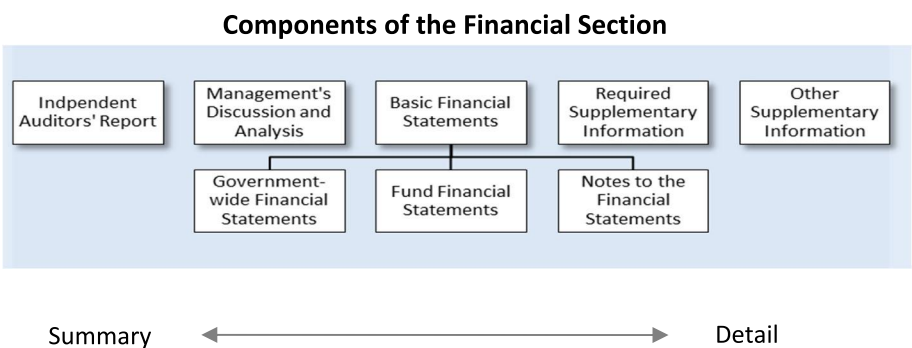 Components of the Financial Section
Indpendent
Auditors' Report
Management's
Discussion and
Analysis
Basic Financial
Statements
Required
Supplementary
Information
Other
Supplementary
Information
Government-
wide Financial
Statements
Fund Financial
Statements
Notes to the
Financial
Statements
Summary
Detail